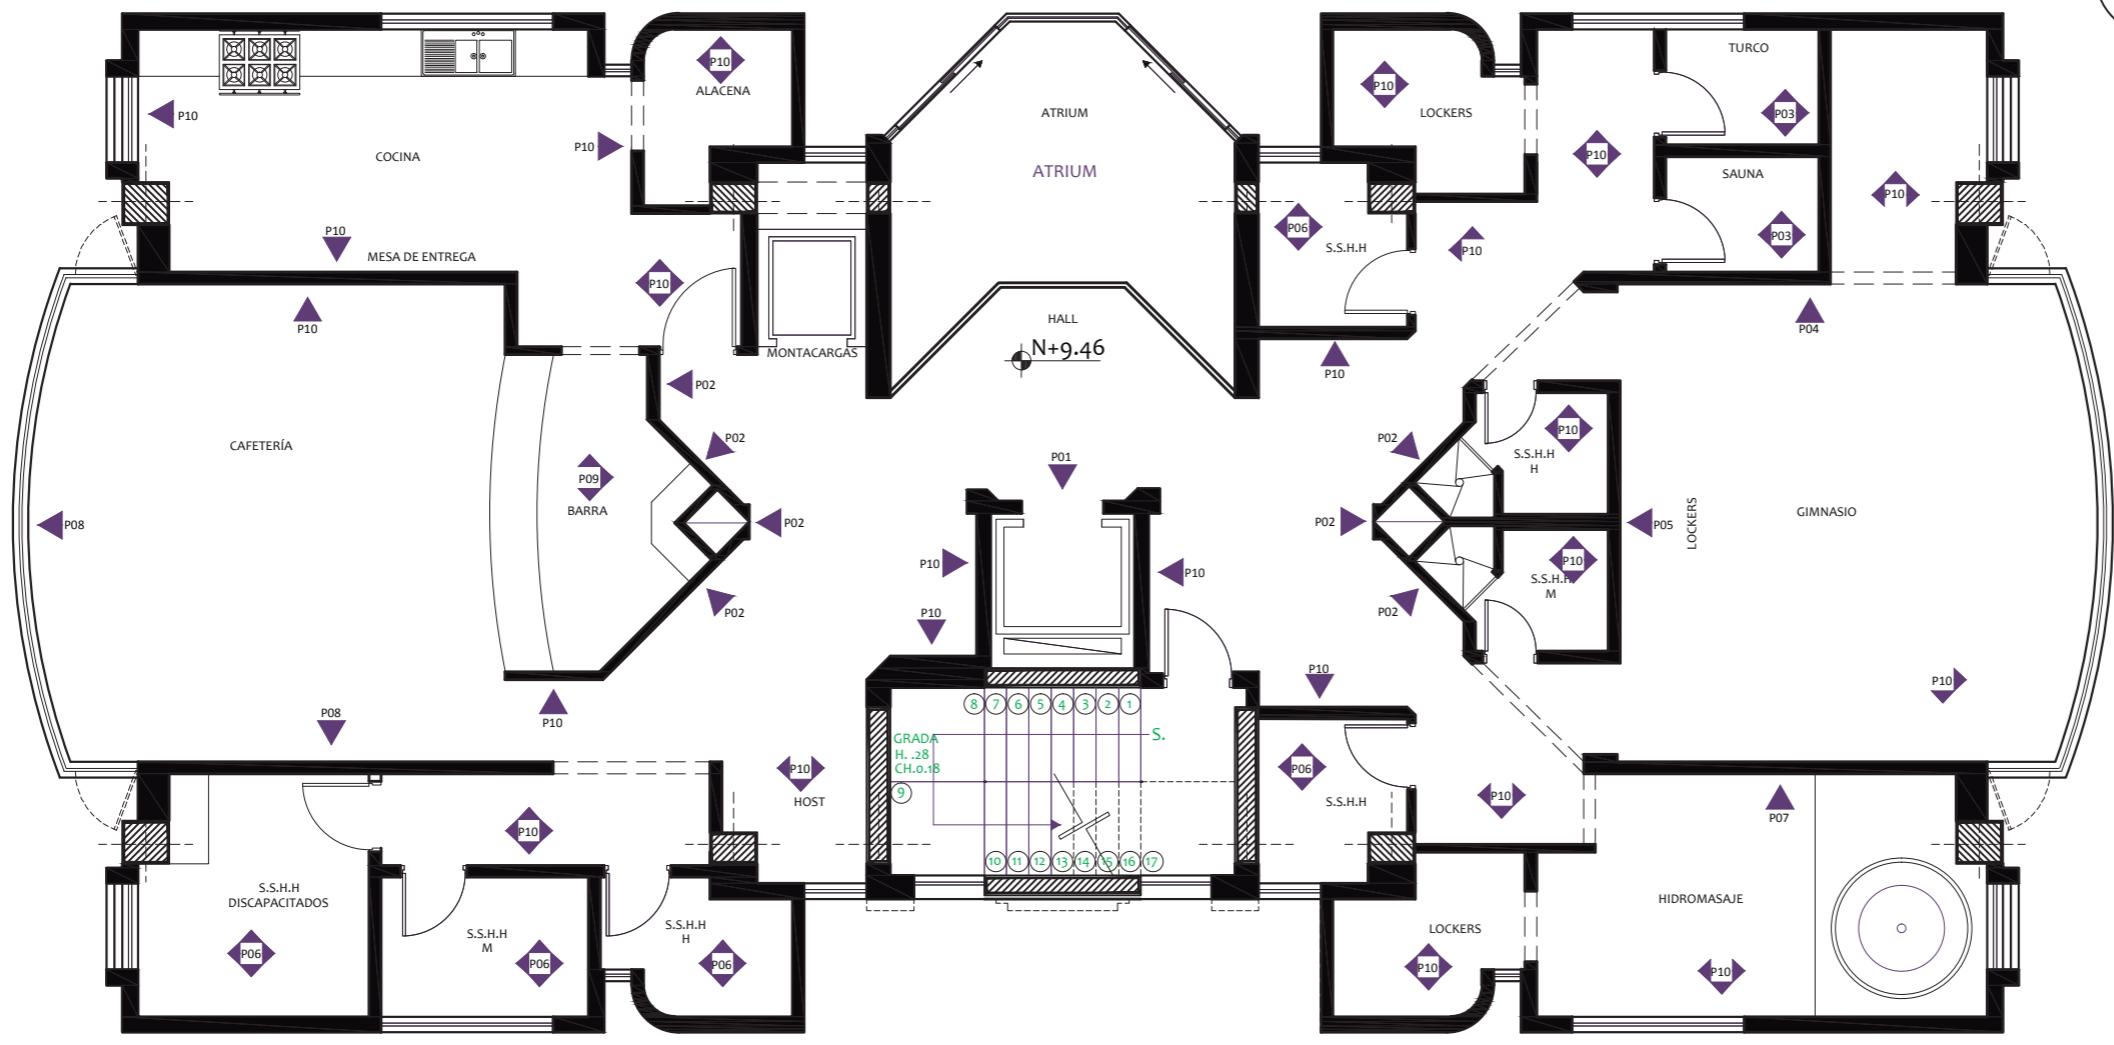 TURCO
P10
P10
ALACENA
P10
LOCKERS
ATRIUM
P03
P10
P10
COCINA
P10
ATRIUM
SAUNA
P10
P06
P03
P10
S.S.H.H
P10
MESA DE ENTREGA
P10
HALL
P10
P04
N+9.46
MONTACARGAS
P10
P02
P10
S.S.H.H
H
CAFETERÍA
P02
P02
P01
P09
BARRA
P08
P02
P02
P05
LOCKERS
GIMNASIO
P10
P10
P10
S.S.H.H
M
P02
P02
P10
P10
P10
8 7 6 5 4 3 2 1
P08
P10
GRADA
H. .28
CH.0.18
S.
P10
HOST
9
P06
S.S.H.H
P10
P07
P10
10 11 12 13 14 15 16 17
S.S.H.H
DISCAPACITADOS
HIDROMASAJE
S.S.H.H
M
S.S.H.H
H
LOCKERS
P06
P06
P06
P10
P10